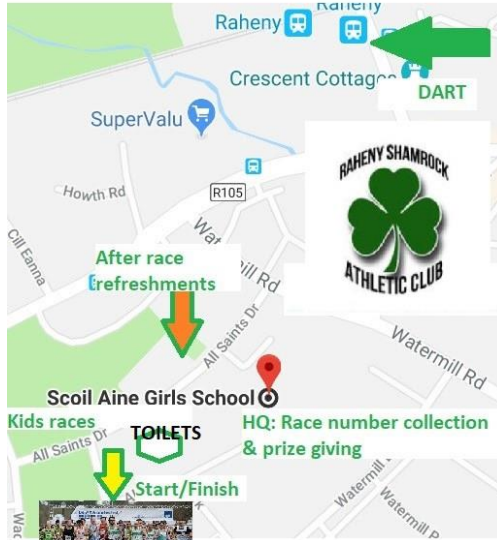 Raheny
Raheny
Crescent Cottages
DART
SuperValu
RAHENY SHAMROCK
ATHLETIC CLUB
Howth Rd
R105
Cill Eanna
Watermill Rd
After race
refreshments
All Saints Dr
Watermill Rd
Scoil Aine Girls School
Kids races
TOILETS
HQ: Race number collection
& prize giving
All Saints Dr
Start/Finish
Watermill